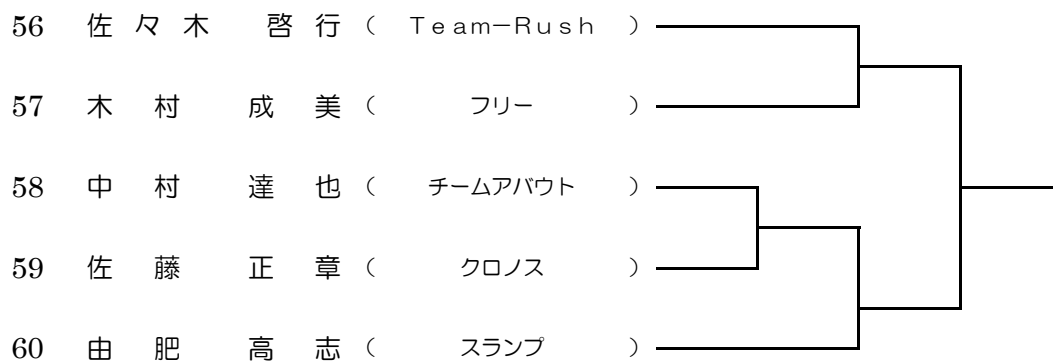 56 佐々木 啓行 ( Team-Rush )
57 木村 成美 ( フリー )
58 中村 達也 ( チームアバウト )
59 佐藤 正章 ( クロノス )
60 由肥 高志 ( スランプ )